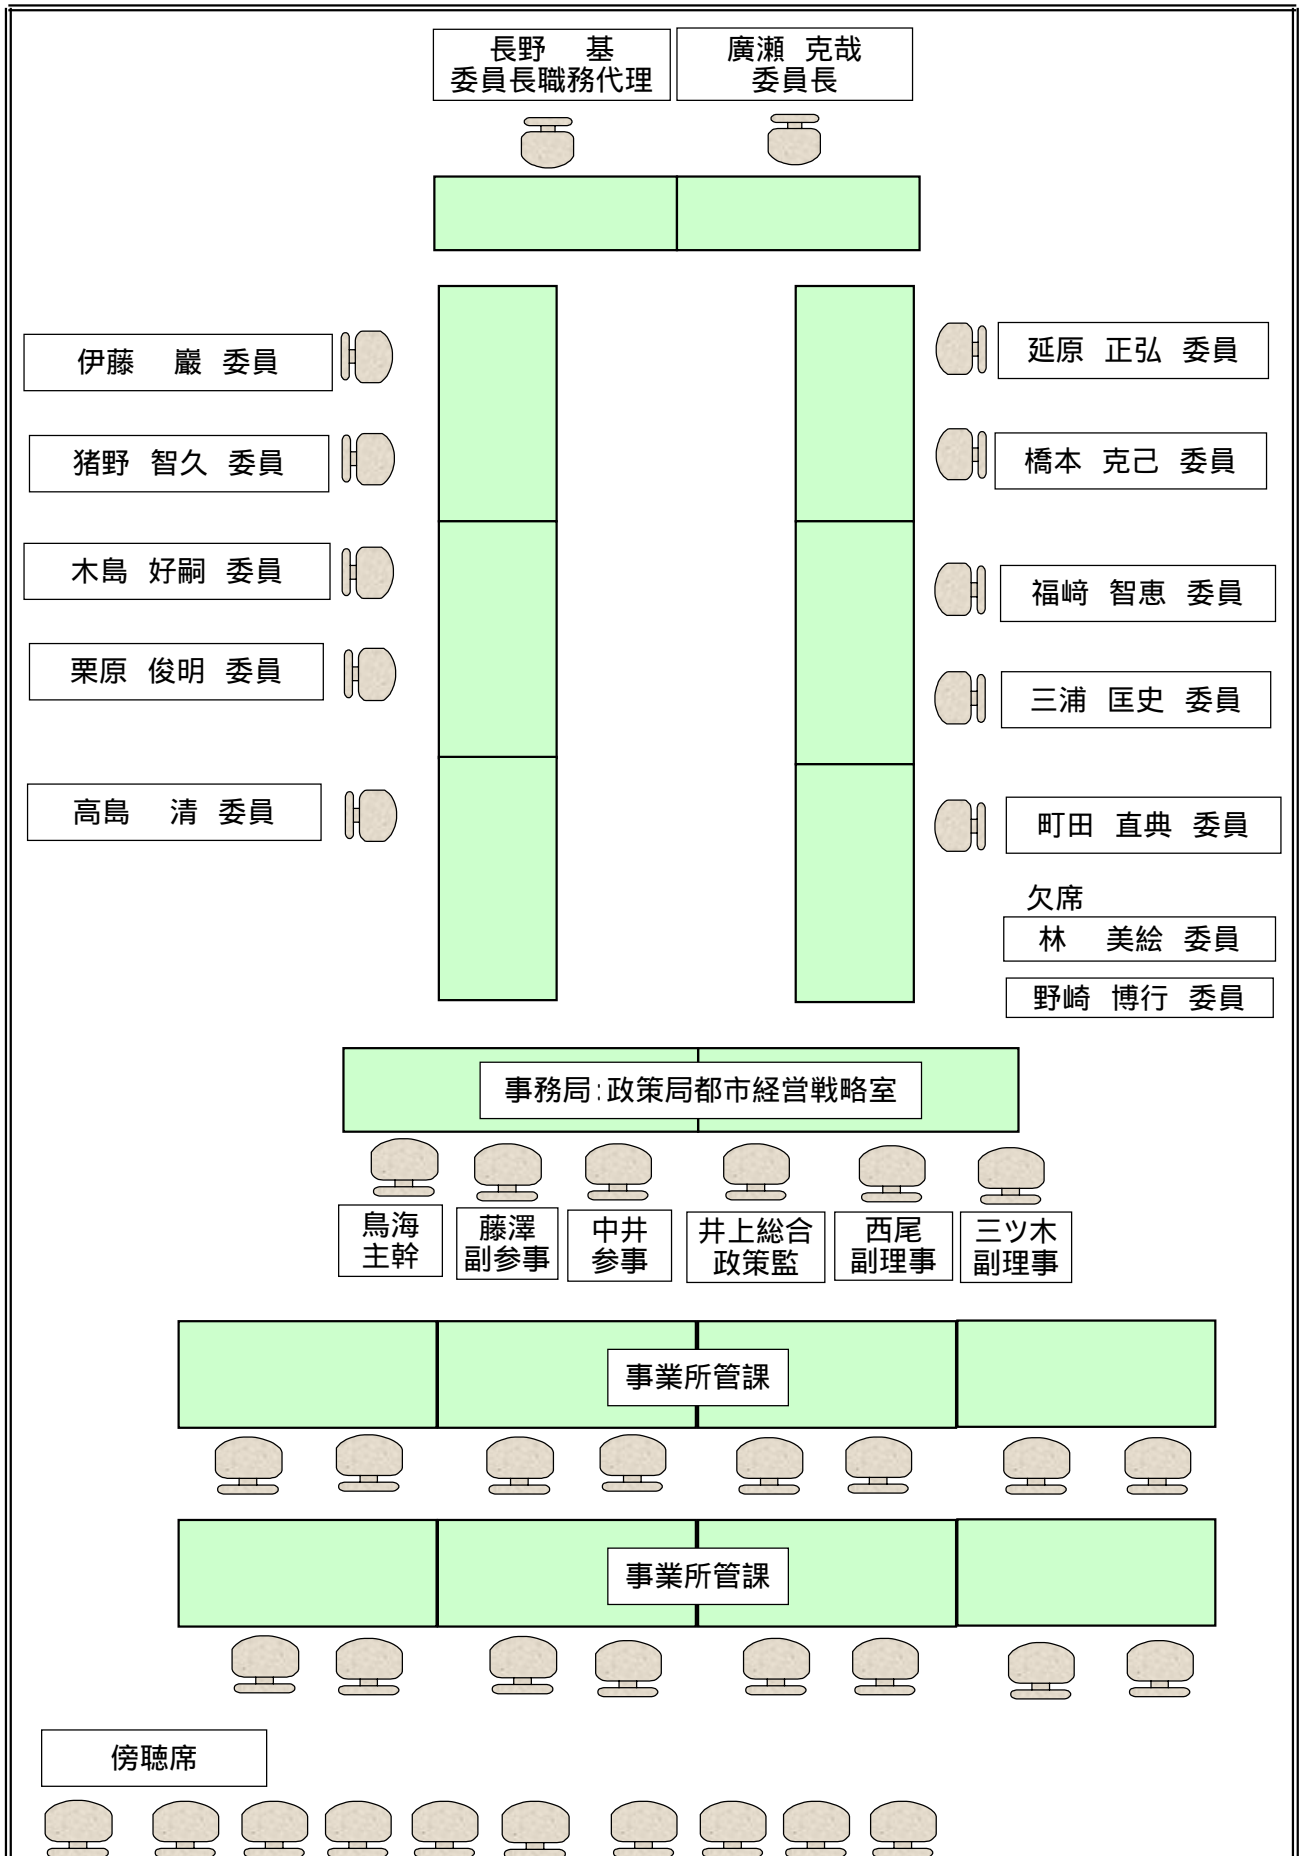 長野　基
委員長職務代理
廣瀬 克哉
委員長
伊藤　巖 委員
延原 正弘 委員
猪野 智久 委員
橋本 克己 委員
木島 好嗣 委員
福﨑 智恵 委員
栗原 俊明 委員
三浦 匡史 委員
高島　清 委員
町田 直典 委員
欠席
林　美絵 委員
野崎 博行 委員
事務局：政策局都市経営戦略室
鳥海
主幹
藤澤
副参事
中井
参事
井上総合
政策監
西尾
副理事
三ツ木
副理事
事業所管課
事業所管課
傍聴席